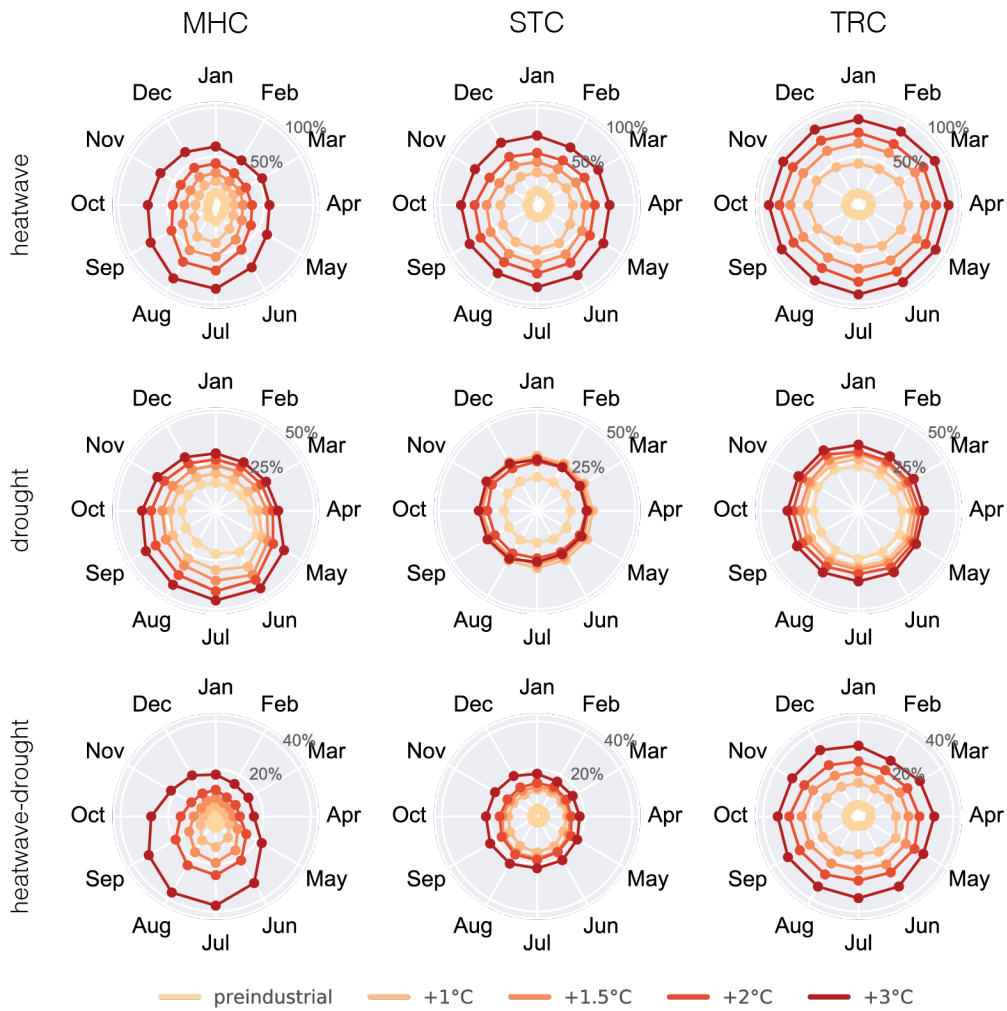 MHC STC TRC
heatwave
Jan
Dec Feb
Nov 100% Mar
50%
Oct Apr
Sep May
Aug Jun
Jul
Jan
Dec Feb
Nov 100% Mar
50%
Oct Apr
Sep May
Aug Jun
Jul
Jan
Dec Feb
Nov 100% Mar
50%
Oct Apr
Sep May
Aug Jun
Jul
drought
Jan
Dec Feb
Nov 50% Mar
25%
Oct Apr
Sep May
Aug Jun
Jul
Jan
Dec Feb
Nov 50% Mar
25%
Oct Apr
Sep May
Aug Jun
Jul
Jan
Dec Feb
Nov 50% Mar
25%
Oct Apr
Sep May
Aug Jun
Jul
heatwave-drought
Jan
Dec Feb
Nov 40% Mar
20%
Oct Apr
Sep May
Aug Jun
Jul
Jan
Dec Feb
Nov 40% Mar
20%
Oct Apr
Sep May
Aug Jun
Jul
Jan
Dec Feb
Nov 40% Mar
20%
Oct Apr
Sep May
Aug Jun
Jul
preindustrial +1°C +1.5°C +2°C +3°C